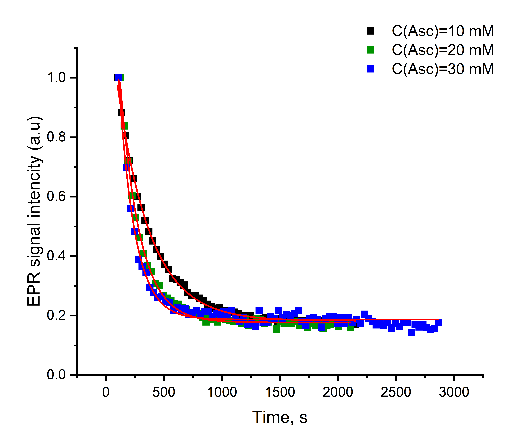 C(Asc)=10 mM
C(Asc)=20 mM
C(Asc)=30 mM
EPR signal intencity (a.u)
1.0
0.8
0.6
0.4
0.2
0.0
0 500 1000 1500 2000 2500 3000
Time, s